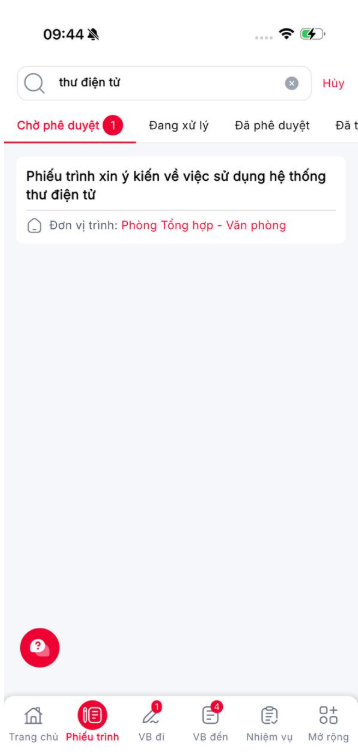 09:44
thư điện tử
Hủy
Chờ phê duyệt 1 Đang xử lý Đã phê duyệt Đã t
Phiếu trình xin ý kiến về việc sử dụng hệ thống
thư điện tử
Đơn vị trình: Phòng Tổng hợp - Văn phòng
?
1 4
Trang chủ Phiếu trình VB đi VB đến Nhiệm vụ Mở rộng